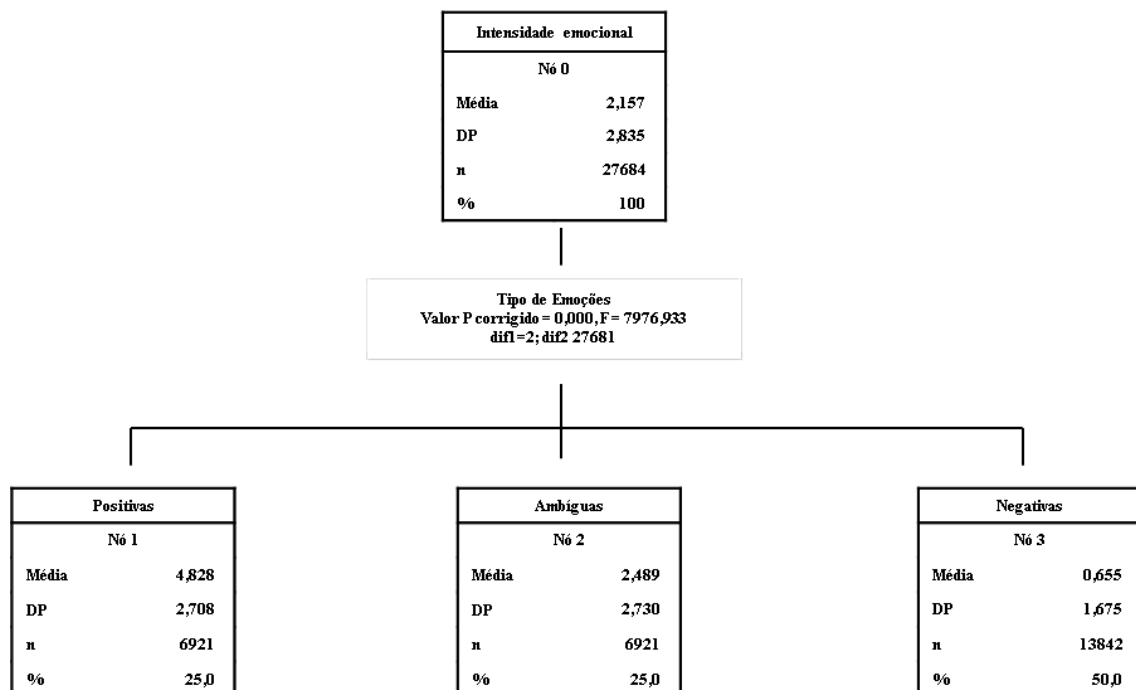 Intensidade emocional
Nó 0
Média 2,157
DP 2,835
n 27684
% 100
Tipo de Emoções
Valor P corrigido = 0,000, F = 7976,933
dif1=2; dif2 27681
Positivas
Nó 1
Média 4,828
DP 2,708
n 6921
% 25,0
Ambíguas
Nó 2
Média 2,489
DP 2,730
n 6921
% 25,0
Negativas
Nó 3
Média 0,655
DP 1,675
n 13842
% 50,0